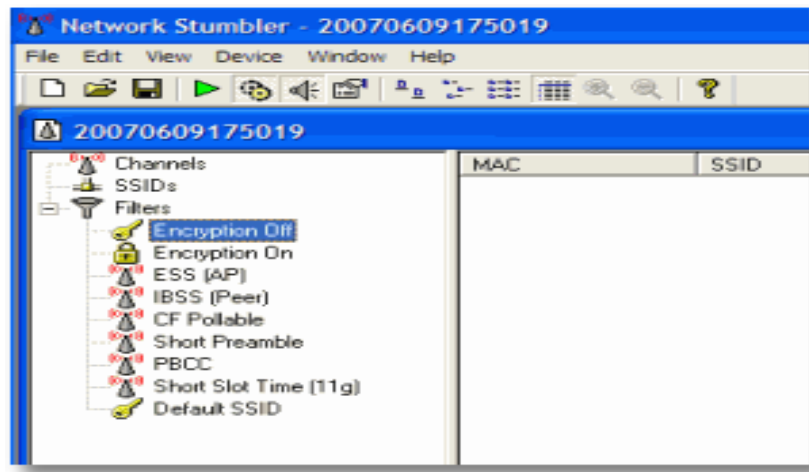 Network Stumbler - 20070609175019
File Edit View Device Window Help
20070609175019
Channels
SSIDs
Filters
Encryption Off
Encryption On
ESS (AP)
IBSS (Peer)
CF Pollable
Short Preamble
PBCC
Short Slot Time (11g)
Default SSID
MAC SSID